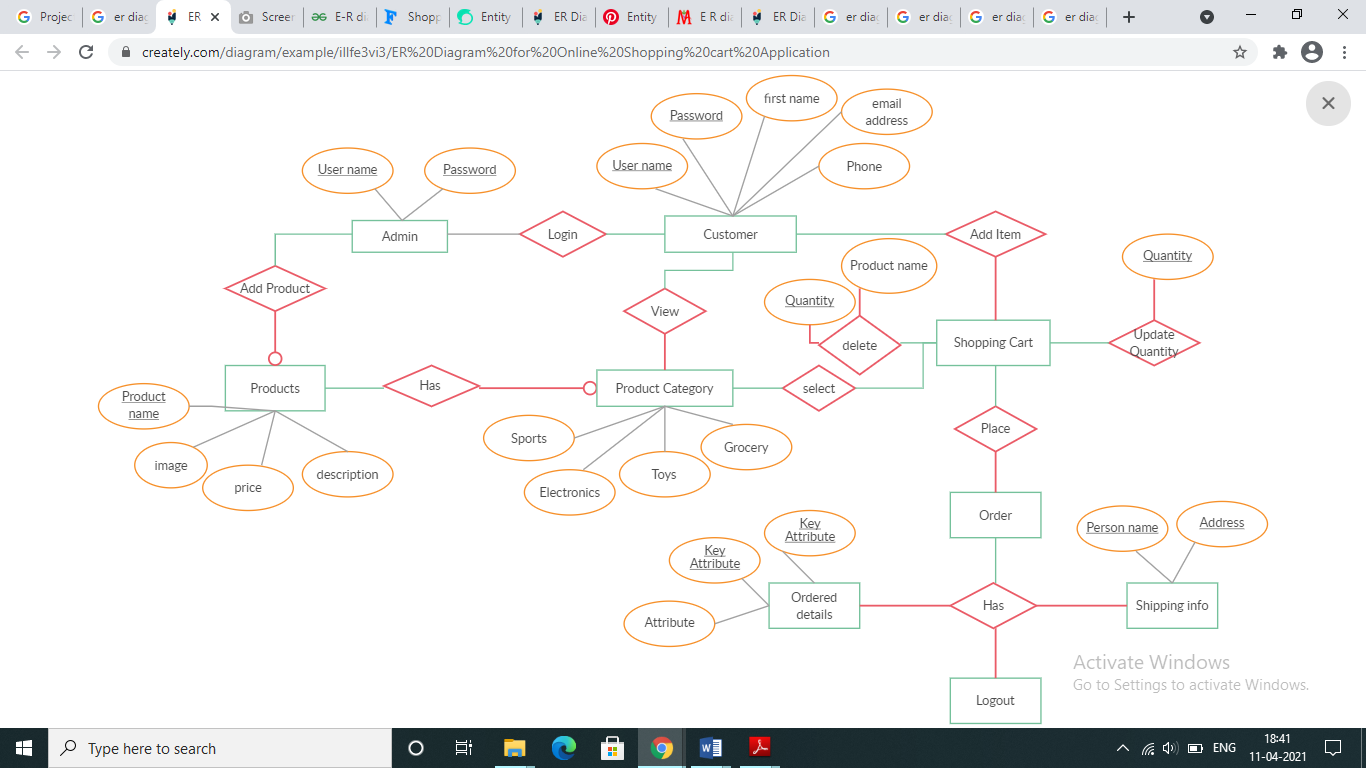 Projec
er diag
ER
Screer
E-R di
Shopp
Entity
ER Dia
Entity
E R dia
ER Dia
er diag
er diag
er diag
er diag
creately.com/diagram/example/illfe3vi3/ER%20Diagram%20for%20Online%20Shopping%20cart%20Application
first name
Password
email
address
User name
Phone
User name
Password
Admin
Login
Customer
Add Item
Quantity
Product name
Add Product
Quantity
View
delete
Shopping Cart
Update
Quantity
Products
Has
Product Category
select
Product
name
Sports
Grocery
Place
image
price
description
Electronics
Toys
Order
Person name
Address
Key
Attribute
Key
Attribute
Ordered
details
Has
Shipping info
Attribute
Logout
Activate Windows
Go to Settings to activate Windows.
Type here to search
ENG
18:41
11-04-2021